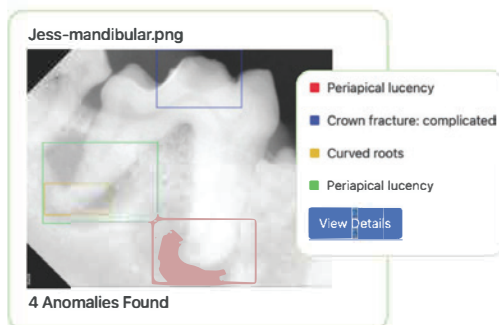 Jess-mandibular.png
Periapical lucency
Crown fracture: complicated
Curved roots
Periapical lucency
View Details
4 Anomalies Found